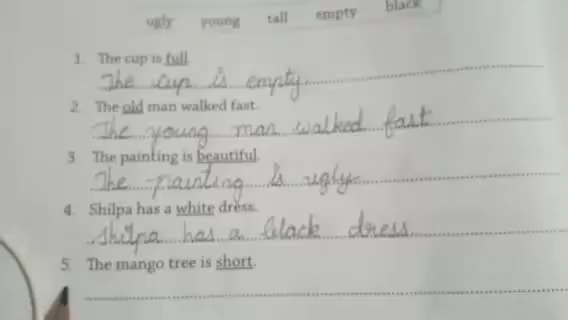 ugly young tall empty black
1. The cup is full.
The cup is empty.
2. The old man walked fast.
The young man walked fast
3. The painting is beautiful.
The painting is ugly.
4. Shilpa has a white dress.
Shilpa has a black dress
5. The mango tree is short.